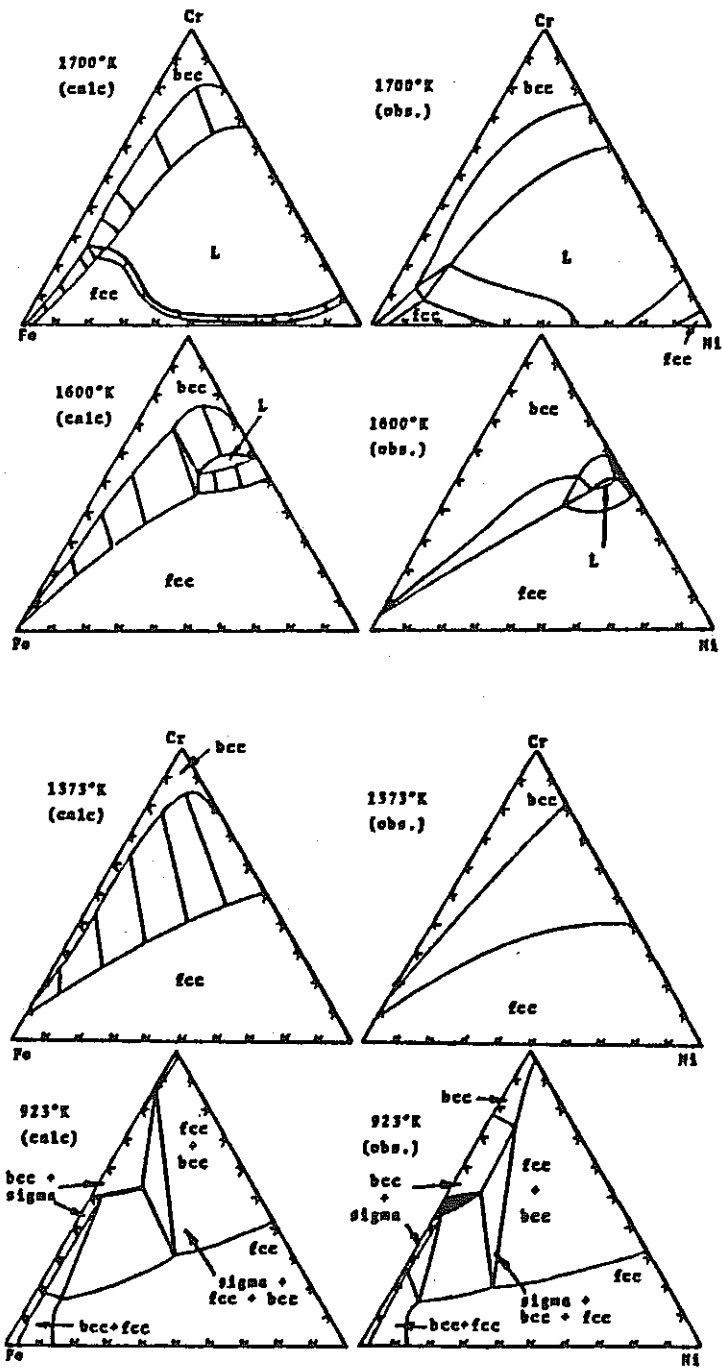 Cr
1700°K
(calc)
bcc
L
fcc
Fe
Cr
1700°K
(obs.)
bcc
L
fcc
fcc
Ni
1600°K
(calc)
bcc
L
fcc
Fe
1600°K
(obs.)
bcc
L
fcc
Ni
Cr
bcc
1373°K
(calc)
fcc
Fe
Cr
1373°K
(obs.)
bcc
fcc
Ni
923°K
(calc)
fcc
+
bcc
bcc +
sigma
fcc
sigma +
fcc + bcc
bcc+fcc
Fe
bcc
923°K
(obs.)
bcc
+
sigma
fcc
+
bcc
fcc
sigma +
bcc + fcc
bcc+fcc
Ni